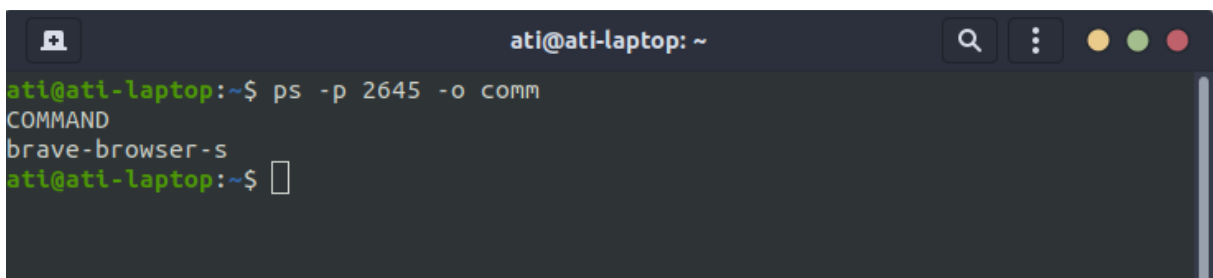 ati@ati-laptop: ~
ati@ati-laptop:~$ ps -p 2645 -o comm
COMMAND
brave-browser-s
ati@ati-laptop:~$